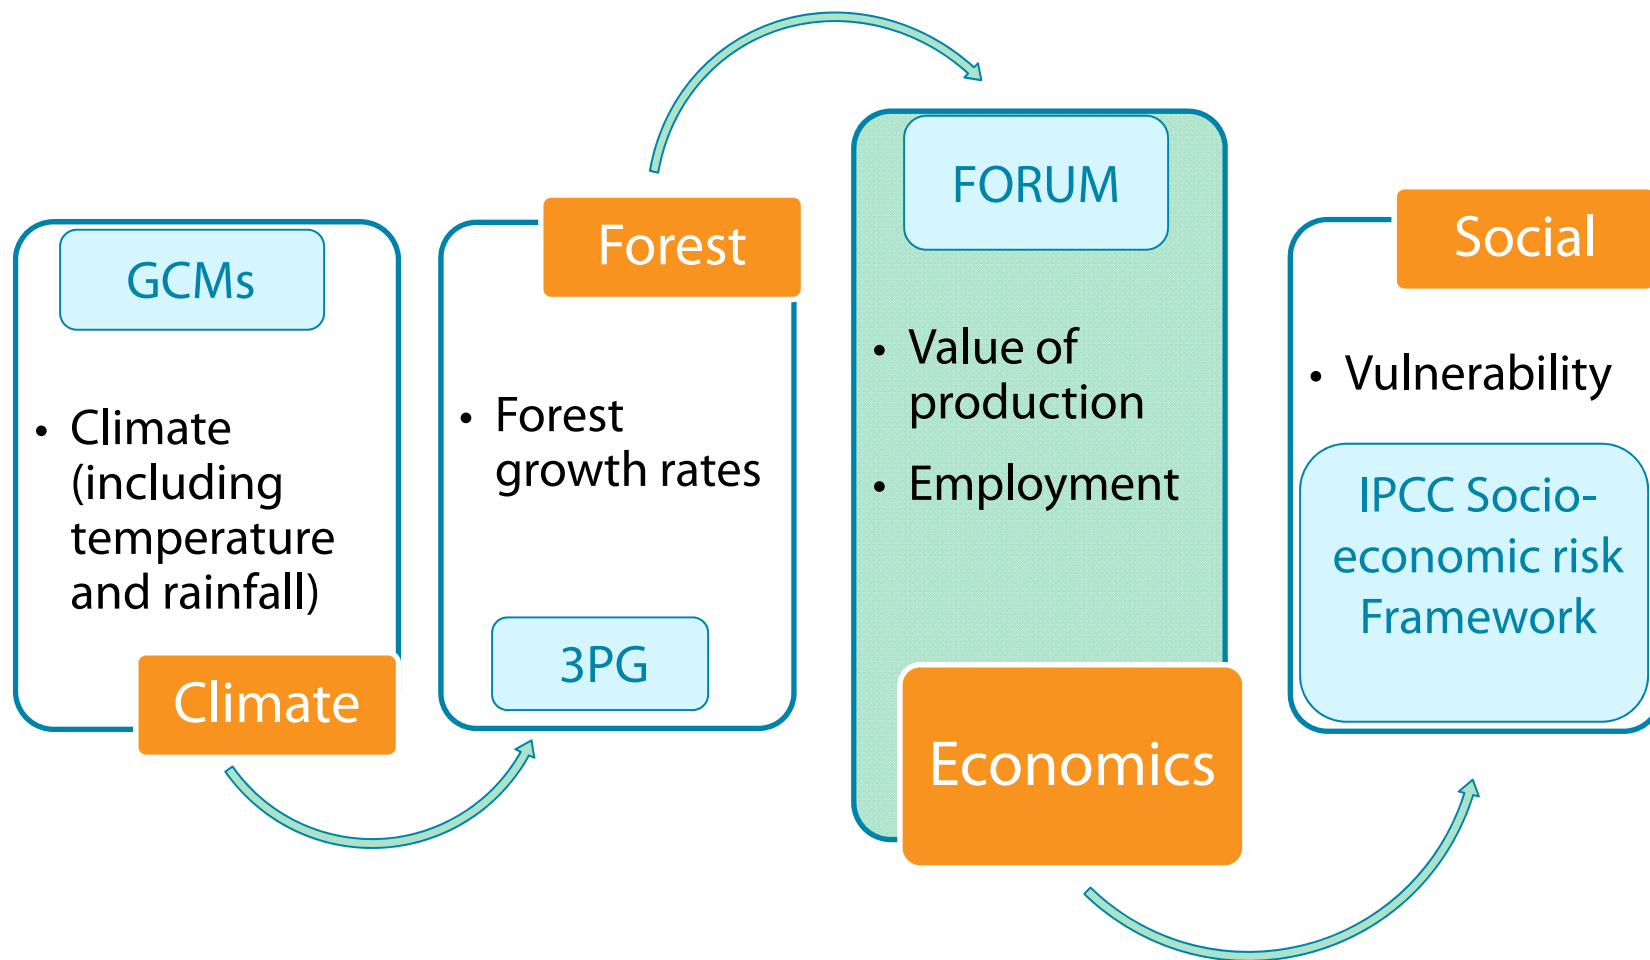 GCMs
• Climate
(including
temperature
and rainfall)
Climate
Forest
• Forest
growth rates
3PG
FORUM
• Value of
production
• Employment
Economics
Social
• Vulnerability
IPCC Socio-
economic risk
Framework